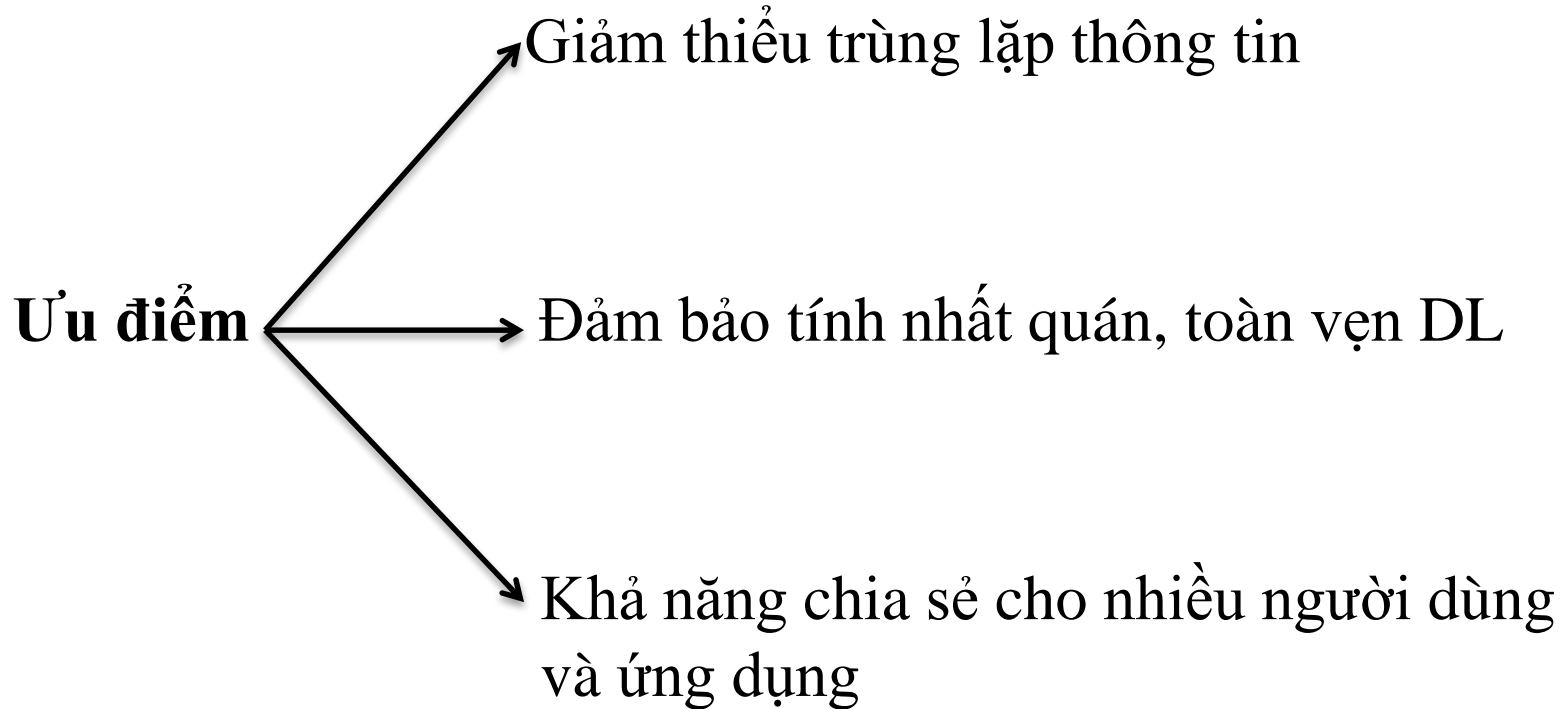 Giảm thiểu trùng lặp thông tin
Ưu điểm
Đảm bảo tính nhất quán, toàn vẹn DL
Khả năng chia sẻ cho nhiều người dùng
và ứng dụng